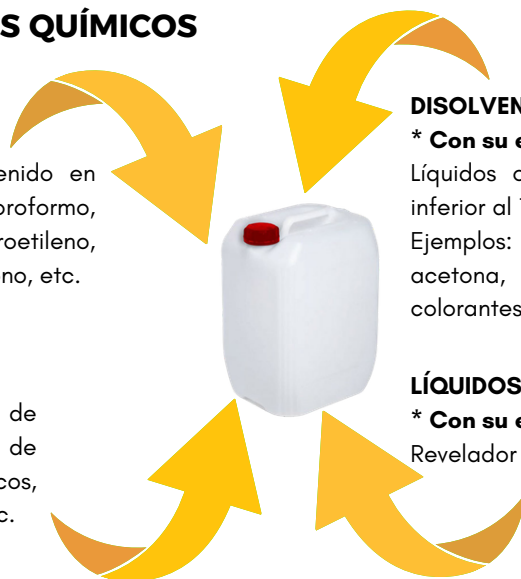 S QUÍMICOS
enido en
oroformo,
roetileno,
no, etc.
de
de
cos,
c.
DISOLVEN
* Con su e
Líquidos c
inferior al
Ejemplos:
acetona,
colorantes
LÍQUIDOS
* Con su e
Revelador